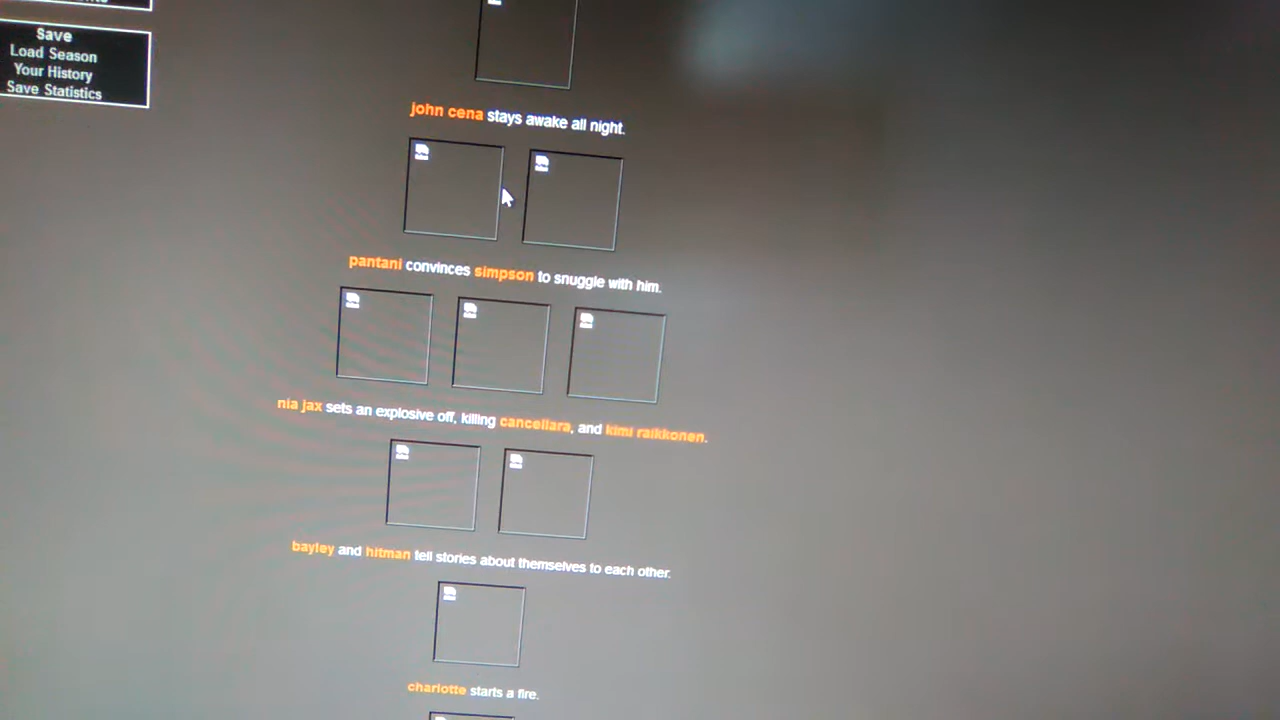 Save
Load Season
Your History
Save Statistics
john cena stays awake all night.
pantani convinces simpson to snuggle with him.
nia jax sets an explosive off, killing cancellara, and kimi raikkonen.
bayley and hitman tell stories about themselves to each other.
charlotte starts a fire.